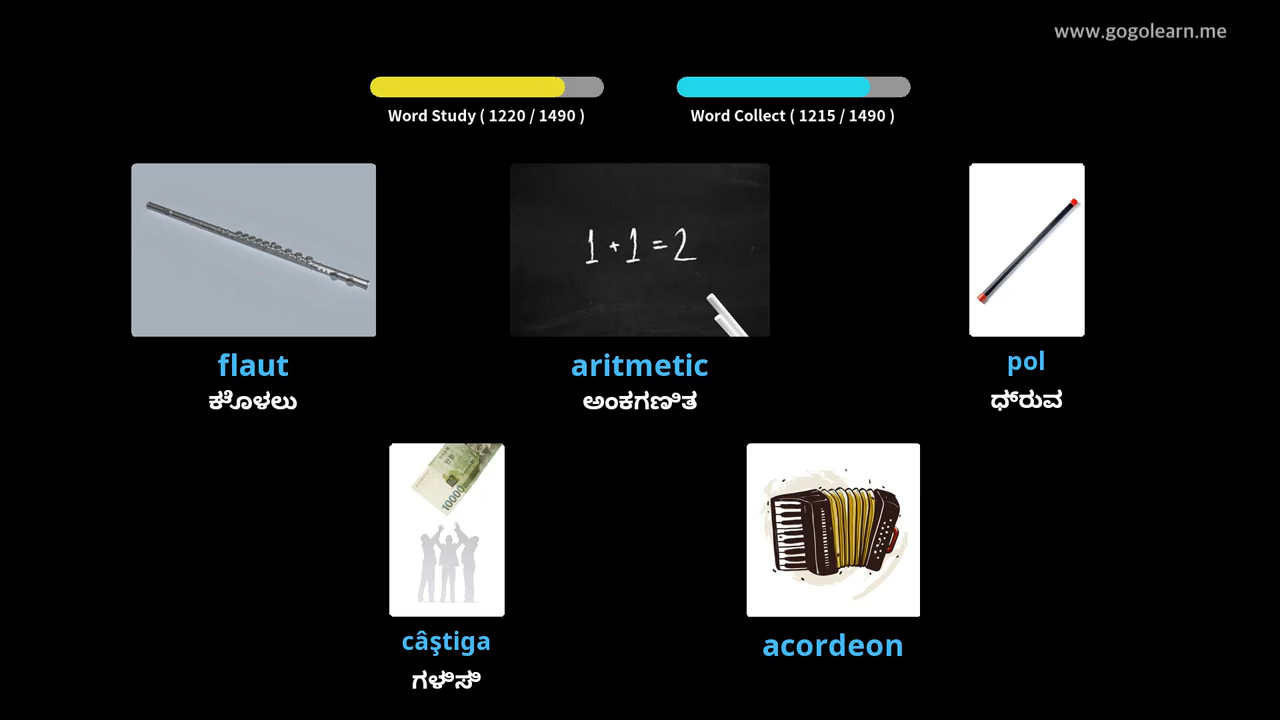 www.gogolearn.me
Word Study ( 1220 / 1490 )
Word Collect ( 1215 / 1490 )
1+1=2
flaut
ಕೊಳಲು
aritmetic
ಅಂಕಗಣಿತ
pol
ಧ್ರುವ
10000
câştiga
ಗಳಿಸಿ
acordeon